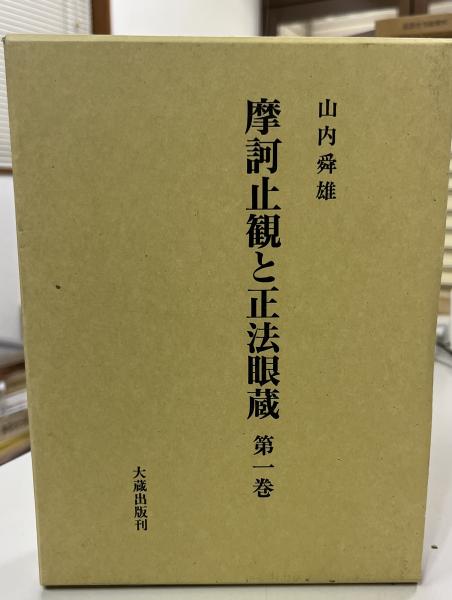 山内舜雄
摩訶止観と正法眼蔵 第一巻
大蔵出版刊